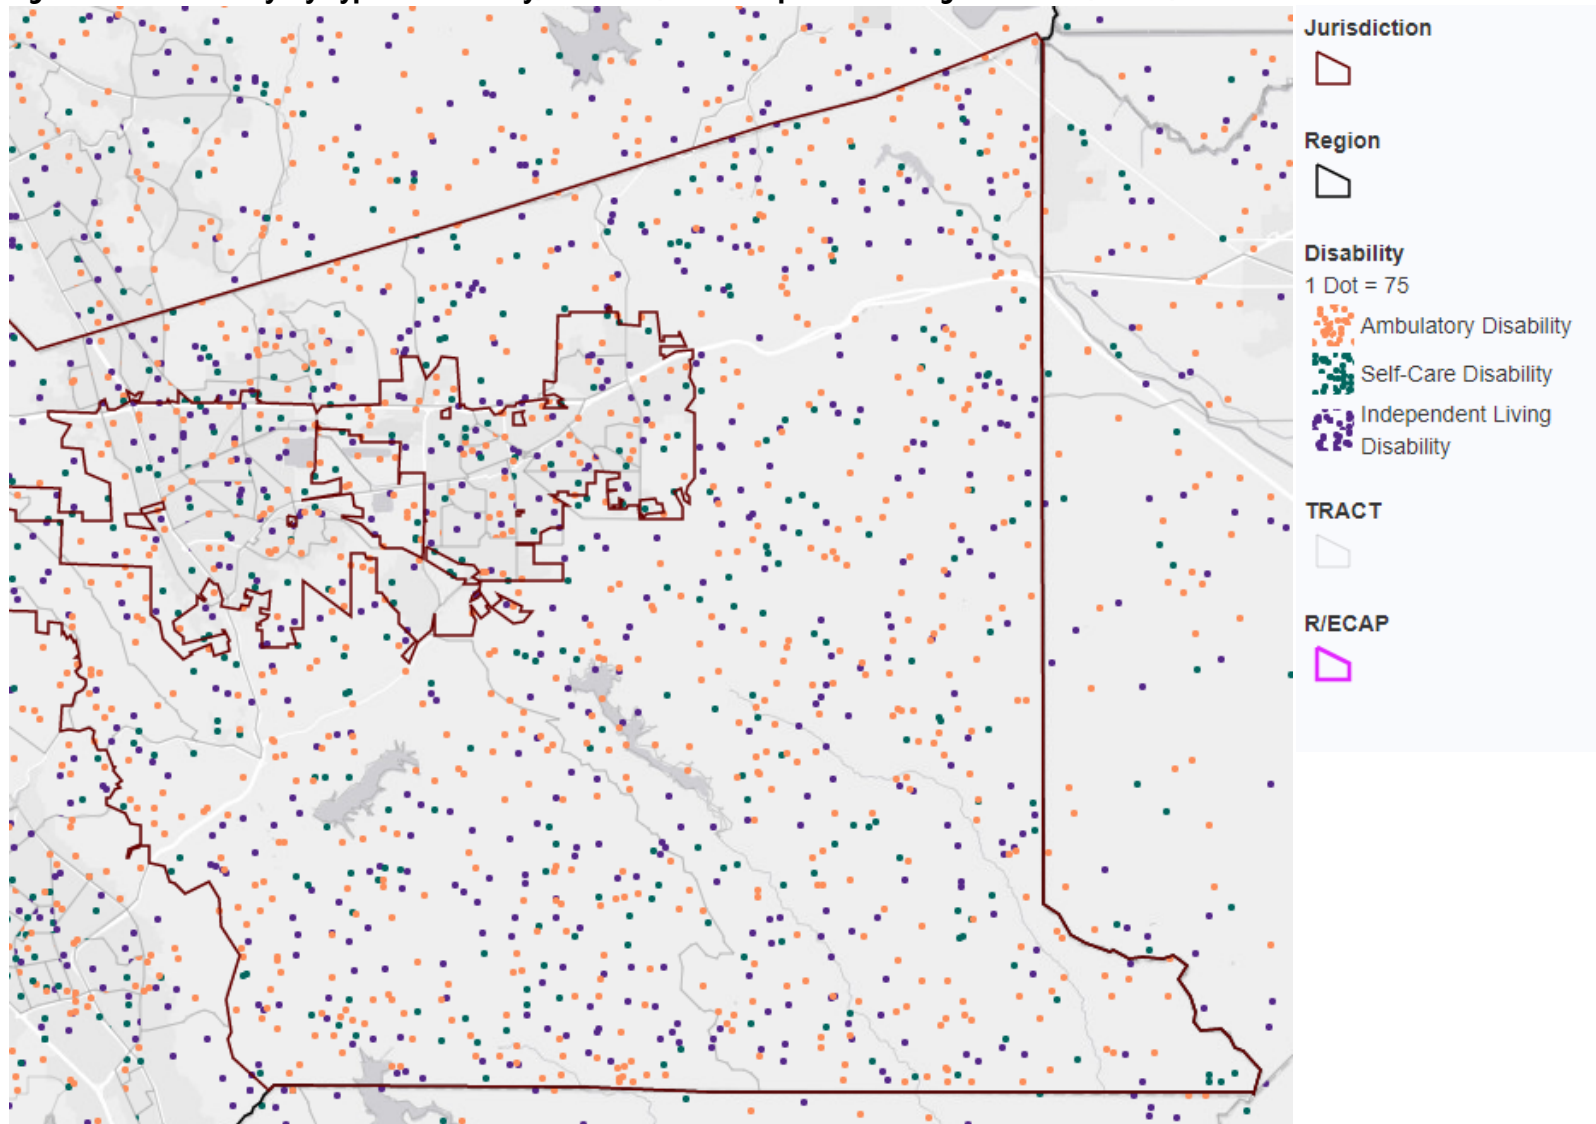 Jurisdiction
Region
Disability
1 Dot = 75
Ambulatory Disability
Self-Care Disability
Independent Living
Disability
TRACT
R/ECAP